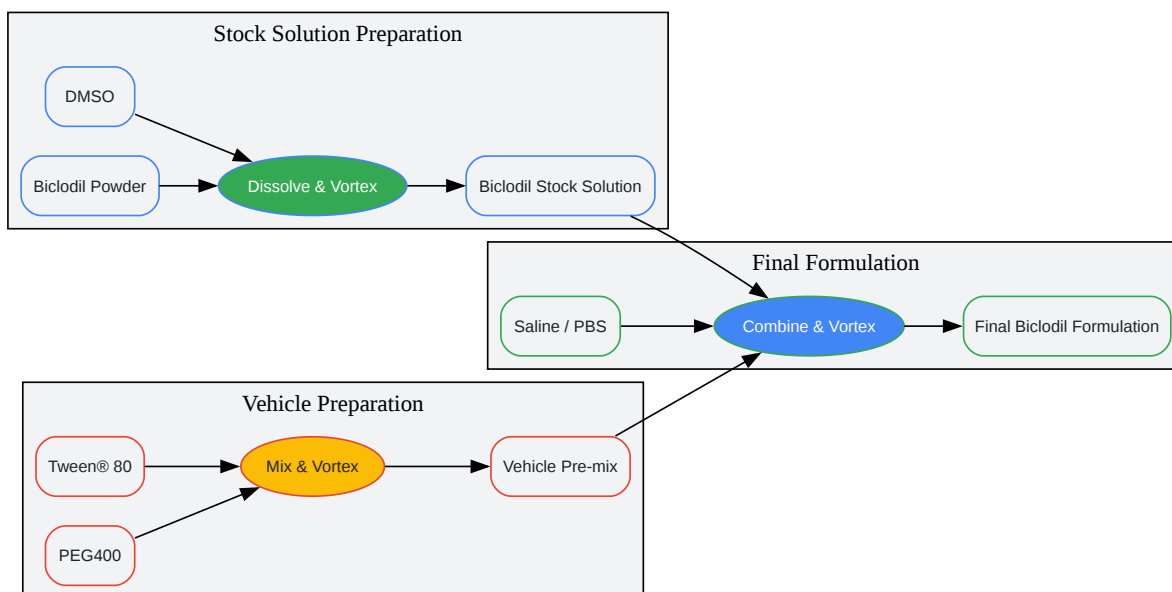 Stock Solution Preparation
DMSO
Biclodil Powder
Dissolve & Vortex
Biclodil Stock Solution
Final Formulation
Saline / PBS
Combine & Vortex
Final Biclodil Formulation
Vehicle Preparation
Tween® 80
Mix & Vortex
Vehicle Pre-mix
PEG400